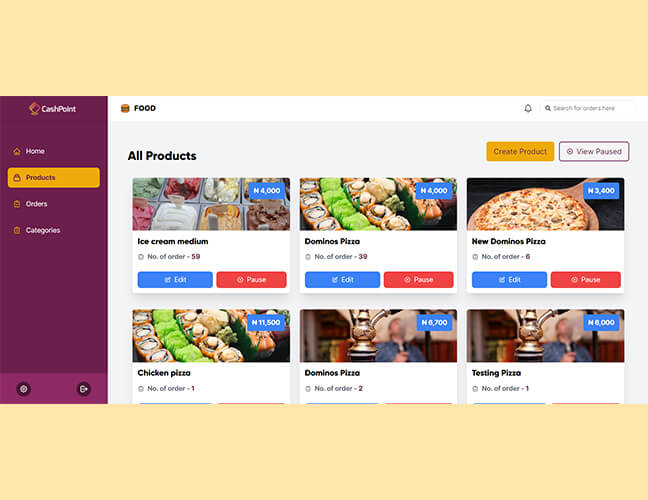 CashPoint
Home
Products
Orders
Categories
FOOD
Search for orders here
All Products
Create Product
View Paused
₦ 4,000
Ice cream medium
No. of order - 59
Edit
Pause
₦ 4,000
Dominos Pizza
No. of order - 39
Edit
Pause
₦ 3,400
New Dominos Pizza
No. of order - 6
Edit
Pause
₦ 11,500
Chicken pizza
No. of order - 1
₦ 6,700
Dominos Pizza
No. of order - 2
₦ 6,000
Testing Pizza
No. of order - 1